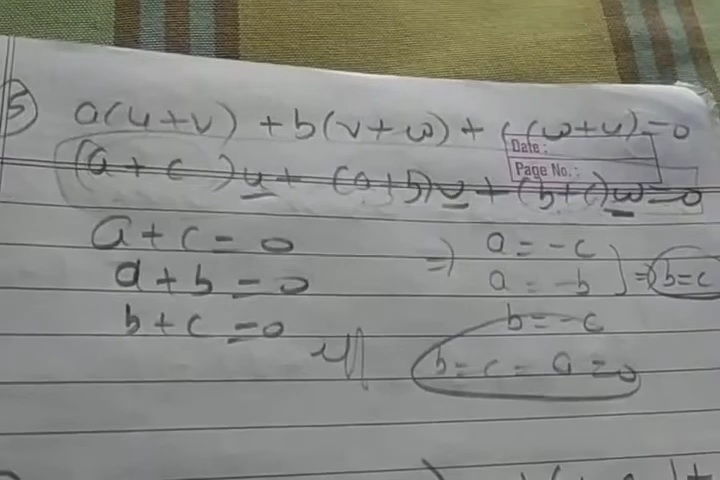 5) a(u+v) + b(v+w) + c(w+u) = 0
Date :
Page No. :
(a + c)u + (a+b)v + (b+c)w = 0
a + c = 0 ⇒ a = -c
a + b = 0 a = -b ⇒ b = c
b + c = 0 b = -c
b = c = a = 0